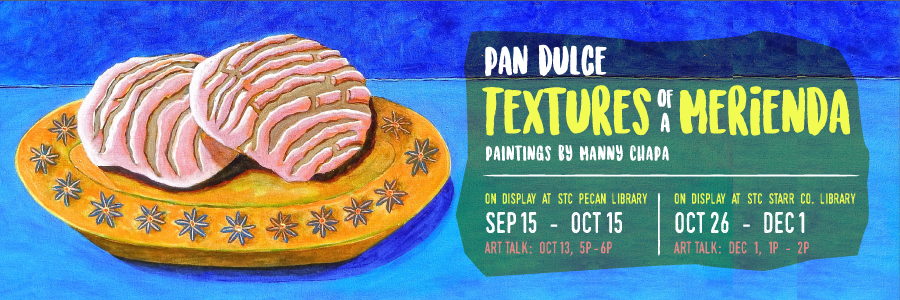 PAN DULCE
TEXTURES OF A MERIENDA
PAINTINGS BY MANNY CHAPA
ON DISPLAY AT STC PECAN LIBRARY
SEP 15 - OCT 15
ART TALK: OCT 13, 5P-6P
ON DISPLAY AT STC STARR CO. LIBRARY
OCT 26 - DEC 1
ART TALK: DEC 1, 1P - 2P